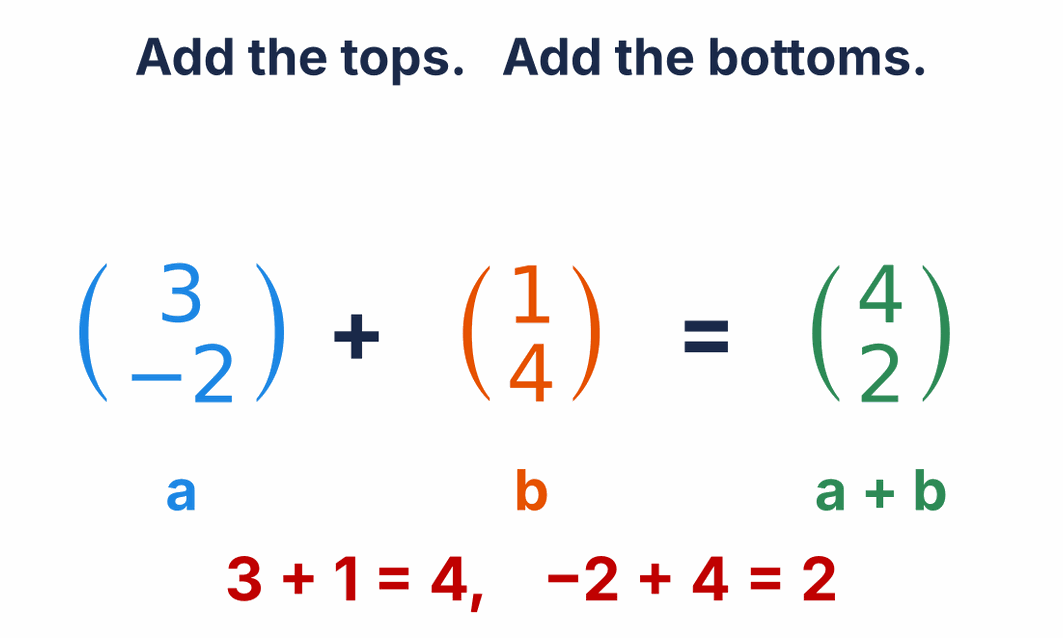 Add the tops. Add the bottoms.
( 3 ) + ( 1 ) = ( 4 )
( −2 ) ( 4 ) ( 2 )
a b a + b
3 + 1 = 4, −2 + 4 = 2